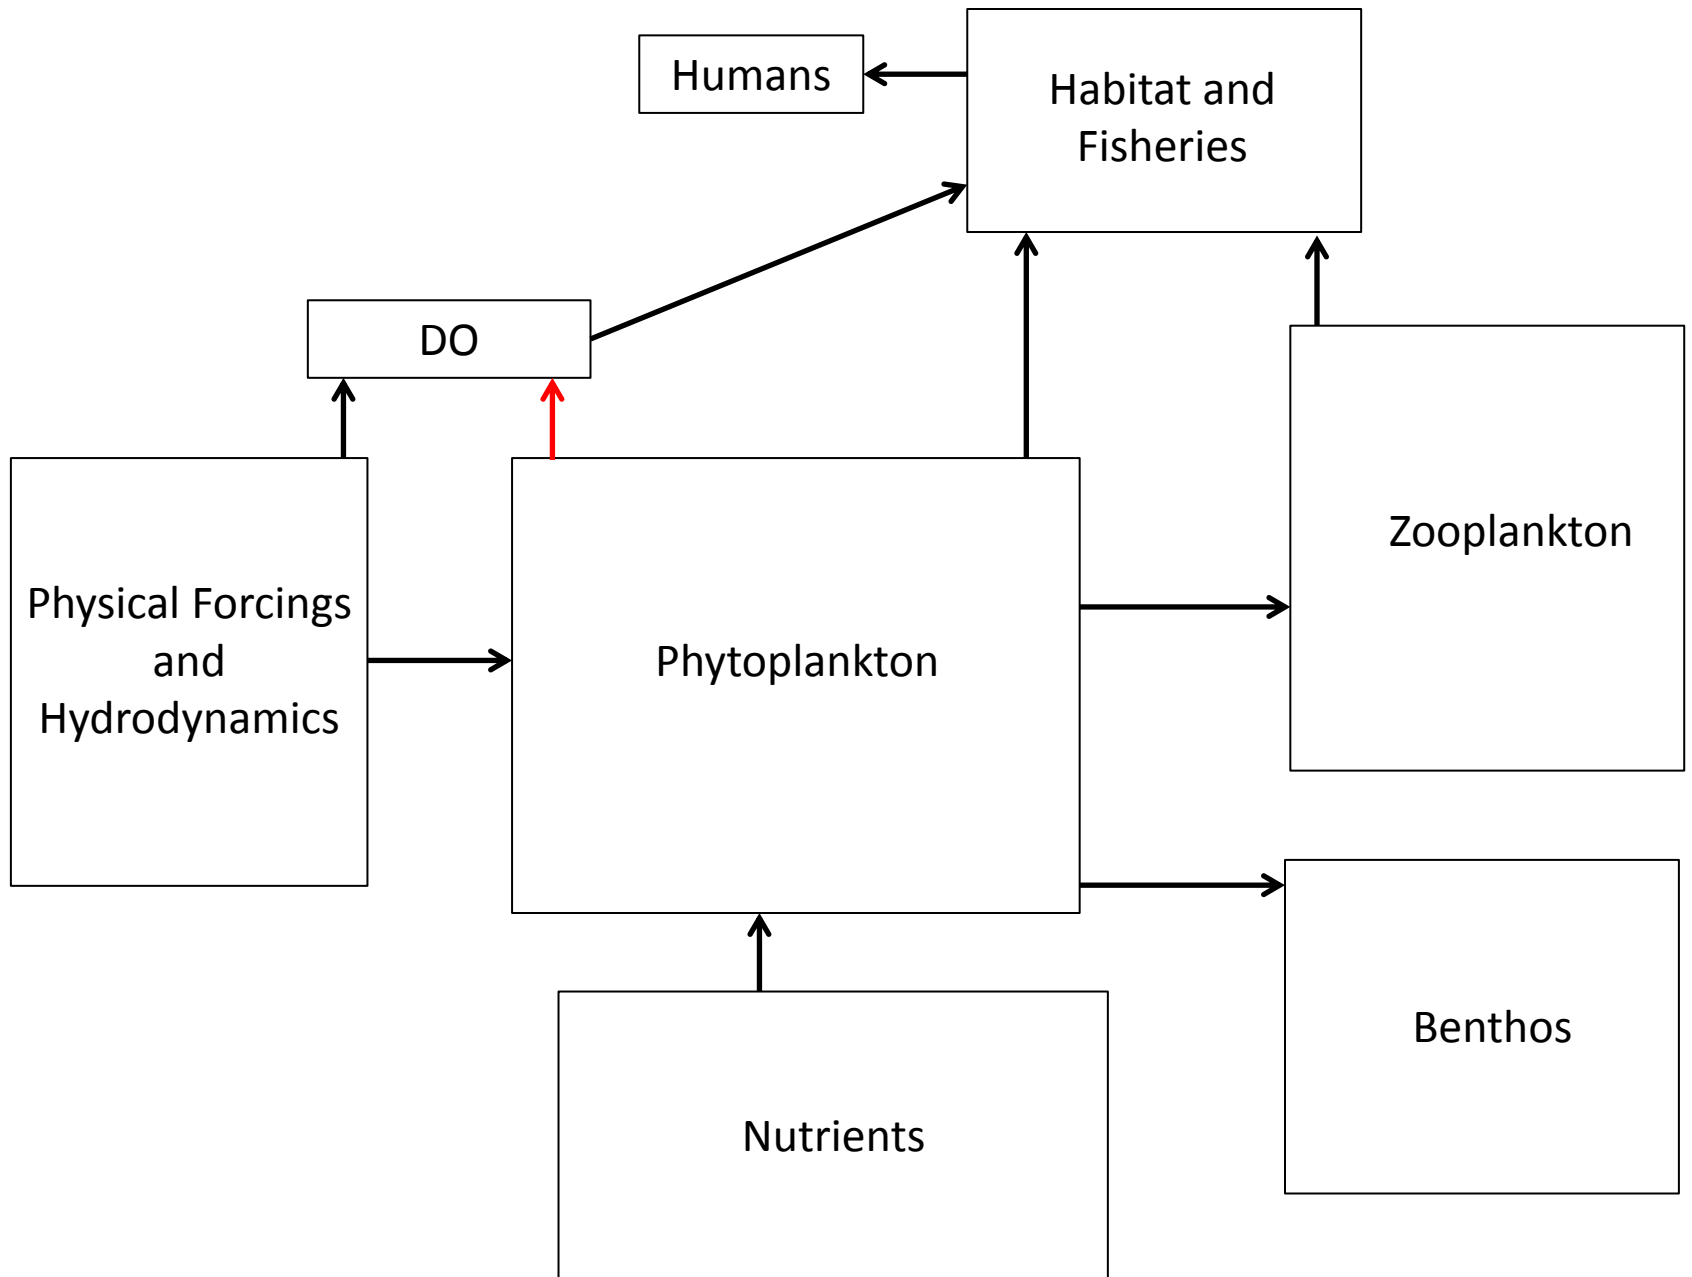 Humans
Habitat and
Fisheries
DO
Zooplankton
Physical Forcings
and
Hydrodynamics
Phytoplankton
Benthos
Nutrients